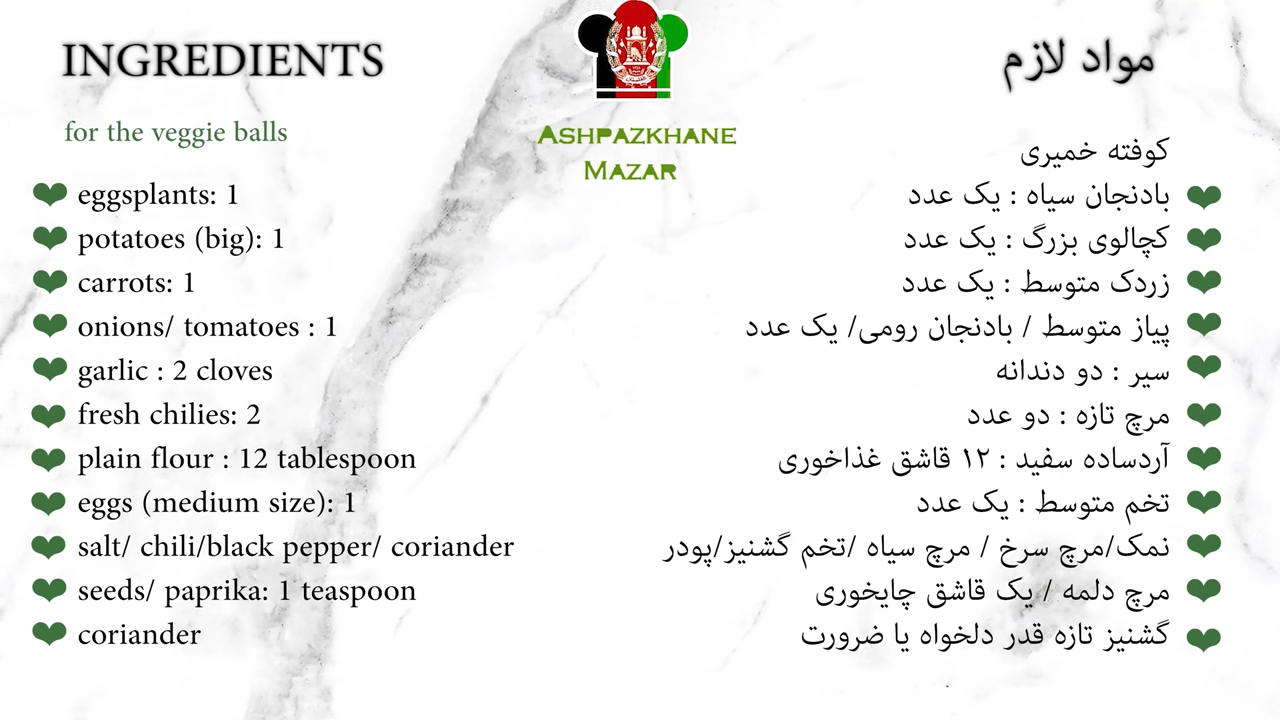 INGREDIENTS
for the veggie balls
eggsplants: 1
potatoes (big): 1
carrots: 1
onions/ tomatoes : 1
garlic : 2 cloves
fresh chilies: 2
plain flour : 12 tablespoon
eggs (medium size): 1
salt/ chili/black pepper/ coriander
seeds/ paprika: 1 teaspoon
coriander
ASHPAZKHANE
MAZAR
مواد لازم
کوفته خمیری
بادنجان سیاه : یک عدد
کچالوی بزرگ : یک عدد
زردک متوسط : یک عدد
پیاز متوسط / بادنجان رومی/ یک عدد
سیر : دو دندانه
مرچ تازه : دو عدد
آردساده سفید : ۱۲ قاشق غذاخوری
تخم متوسط : یک عدد
نمک/مرچ سرخ / مرچ سیاه /تخم گشنیز/پودر
مرچ دلمه / یک قاشق چایخوری
گشنیز تازه قدر دلخواه یا ضرورت